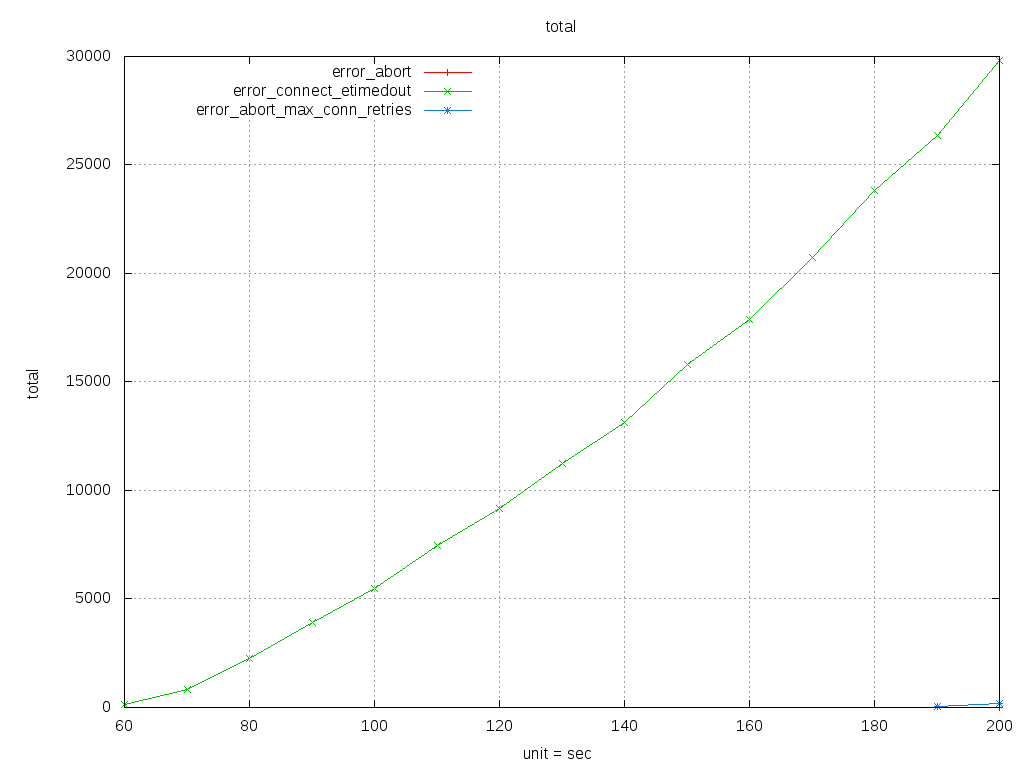 total
30000
25000
20000
15000
10000
5000
0
total
error_abort
error_connect_etimedout
error_abort_max_conn_retries
60 80 100 120 140 160 180 200
unit = sec